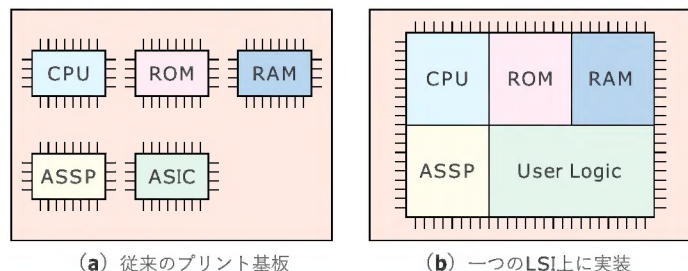 CPU ROM RAM
ASSP ASIC
(a) 従来のプリント基板
CPU ROM RAM
ASSP User Logic
(b) 一つのLSI上に実装